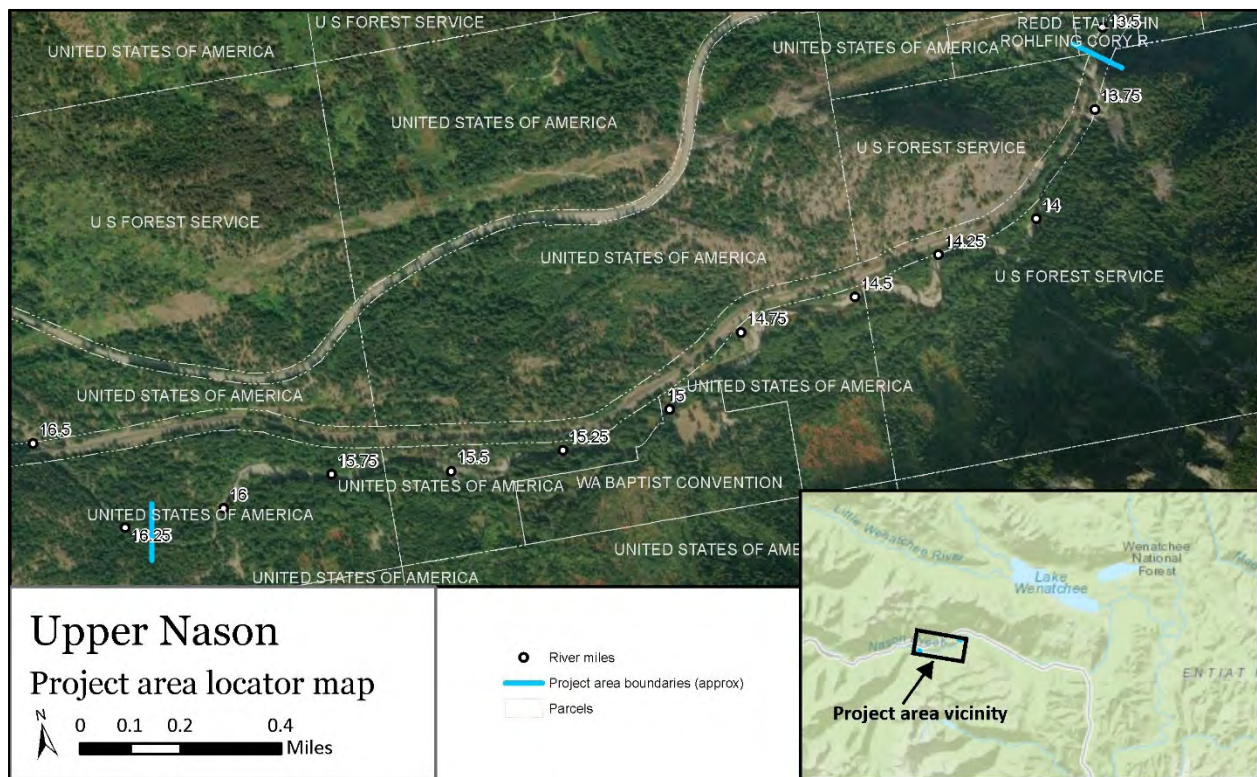 U S FOREST SERVICE
REDD ETAL JOHN
13.5
UNITED STATES OF AMERICA
UNITED STATES OF AMERICA
ROHLFING CORY R
13.75
UNITED STATES OF AMERICA
U S FOREST SERVICE
U S FOREST SERVICE
14
14.25
UNITED STATES OF AMERICA
U S FOREST SERVICE
14.5
14.75
UNITED STATES OF AMERICA
UNITED STATES OF AMERICA
15
16.5
15.25
15.5
15.75
UNITED STATES OF AMERICA
WA BAPTIST CONVENTION
16
UNITED STATES OF AMERICA
16.25
UNITED STATES OF
UNITED STATES OF AMERICA
Upper Nason
Project area locator map
N
0 0.1 0.2 0.4
Miles
River miles
Project area boundaries (approx)
Parcels
Little Wenatchee River
Wenatchee
National
Forest
Lake
Wenatchee
Nason Creek
ENTIAT
Project area vicinity